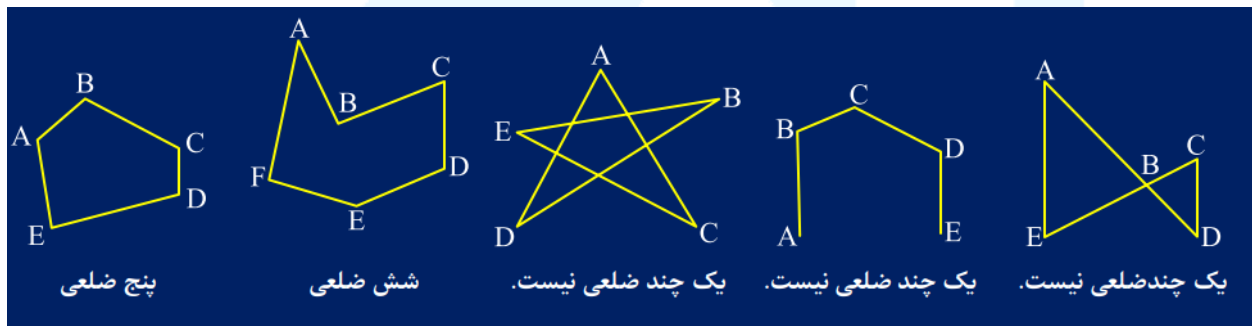 A
B
C
D
E
پنج ضلعی
A
B
C
D
E
F
شش ضلعی
A
B
C
D
E
یک چند ضلعی نیست.
A
B
C
D
E
یک چند ضلعی نیست.
A
B
C
D
E
یک چندضلعی نیست.